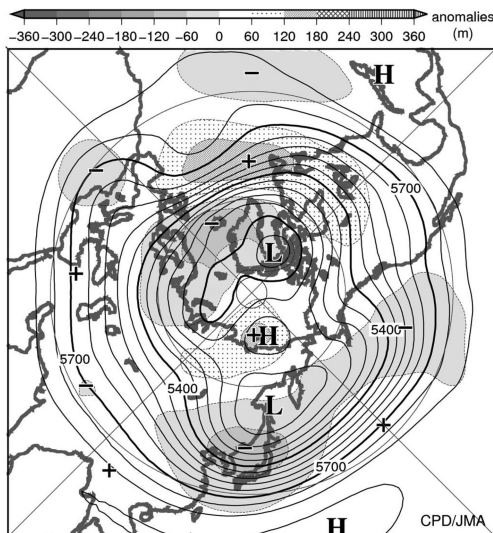 anomalies
-360 -300 -240 -180 -120 -60 0 60 120 180 240 300 360 (m)
- H
- + 5700
-
L
+
+ H 5400 -
5700
- 5400
L
+
- 5700
+
H CPD/JMA